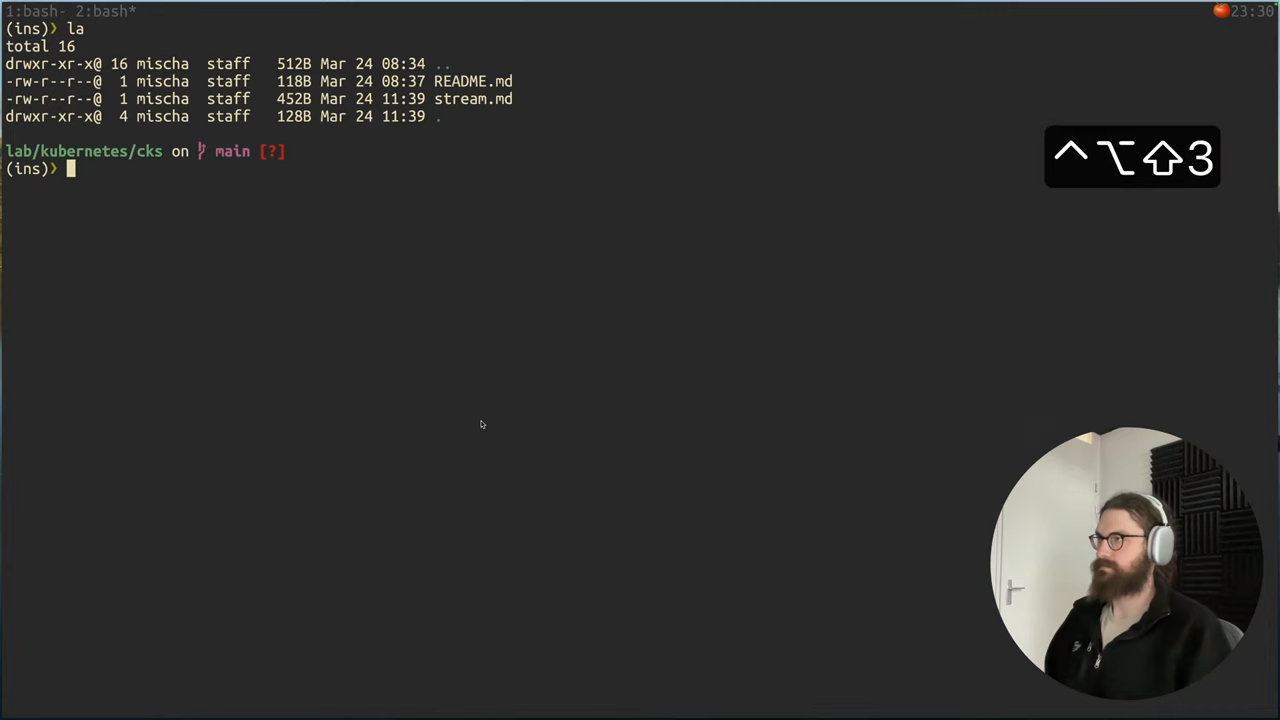 1:bash- 2:bash* 23:30
(ins)❯ la
total 16
drwxr-xr-x@ 16 mischa  staff   512B Mar 24 08:34 ..
-rw-r--r--@  1 mischa  staff   118B Mar 24 08:37 README.md
-rw-r--r--@  1 mischa  staff   452B Mar 24 11:39 stream.md
drwxr-xr-x@  4 mischa  staff   128B Mar 24 11:39 .
lab/kubernetes/cks on main [?]
(ins)❯
⌃⌥⇧3